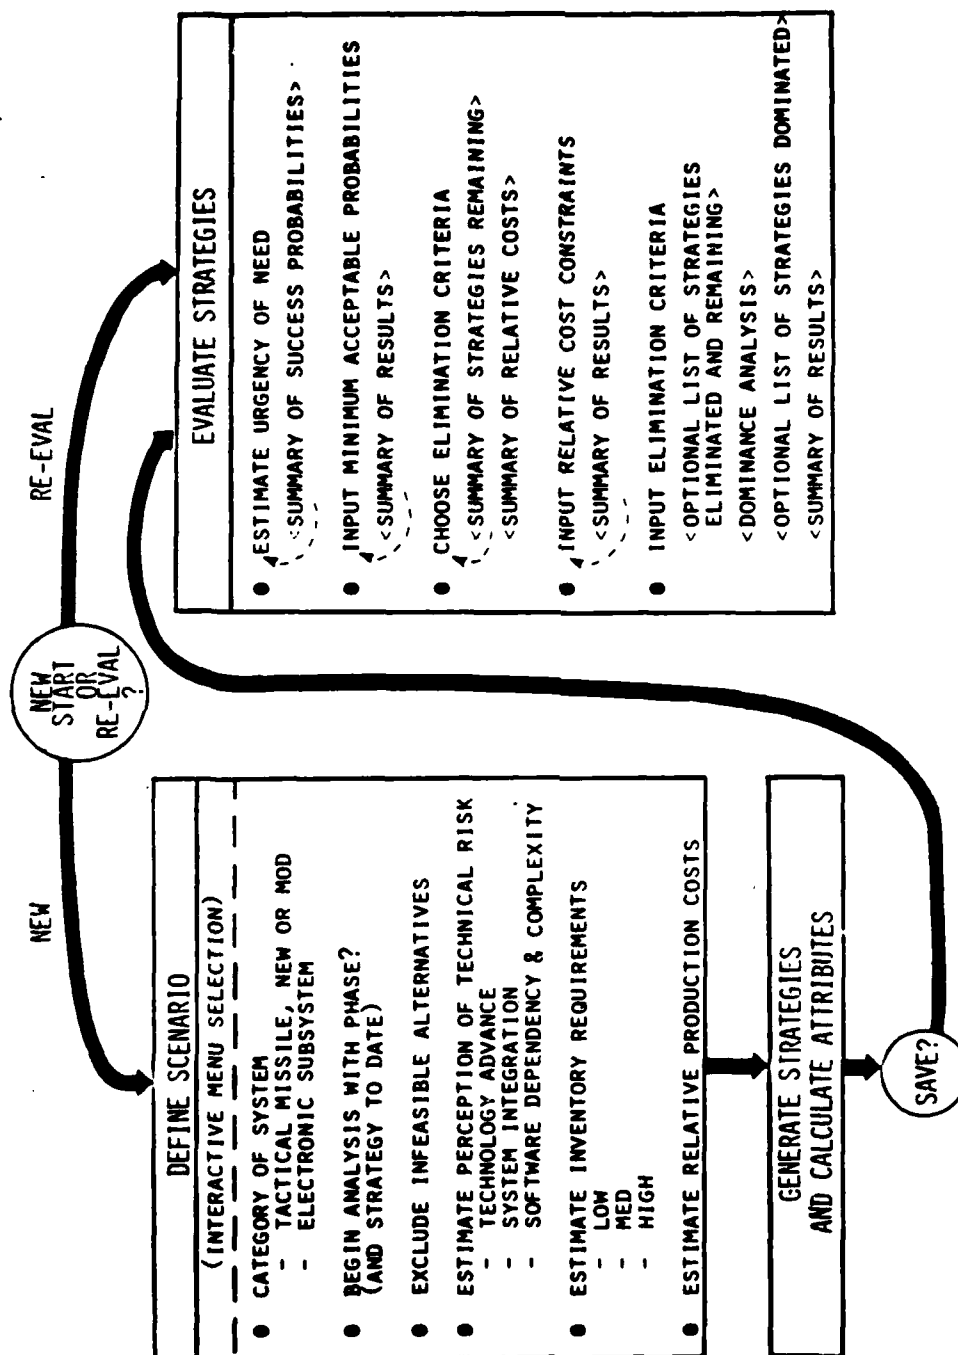 NEW
START
OR
RE-EVAL
?
NEW
RE-EVAL
DEFINE SCENARIO
(INTERACTIVE MENU SELECTION)
● CATEGORY OF SYSTEM
- TACTICAL MISSILE, NEW OR MOD
- ELECTRONIC SUBSYSTEM
● BEGIN ANALYSIS WITH PHASE?
(AND STRATEGY TO DATE)
● EXCLUDE INFEASIBLE ALTERNATIVES
● ESTIMATE PERCEPTION OF TECHNICAL RISK
- TECHNOLOGY ADVANCE
- SYSTEM INTEGRATION
- SOFTWARE DEPENDENCY & COMPLEXITY
● ESTIMATE INVENTORY REQUIREMENTS
- LOW
- MED
- HIGH
● ESTIMATE RELATIVE PRODUCTION COSTS
GENERATE STRATEGIES
AND CALCULATE ATTRIBUTES
SAVE?
EVALUATE STRATEGIES
● ESTIMATE URGENCY OF NEED
<SUMMARY OF SUCCESS PROBABILITIES>
● INPUT MINIMUM ACCEPTABLE PROBABILITIES
<SUMMARY OF RESULTS>
● CHOOSE ELIMINATION CRITERIA
<SUMMARY OF STRATEGIES REMAINING>
<SUMMARY OF RELATIVE COSTS>
● INPUT RELATIVE COST CONSTRAINTS
<SUMMARY OF RESULTS>
● INPUT ELIMINATION CRITERIA
<OPTIONAL LIST OF STRATEGIES
ELIMINATED AND REMAINING>
<DOMINANCE ANALYSIS>
<OPTIONAL LIST OF STRATEGIES DOMINATED>
<SUMMARY OF RESULTS>